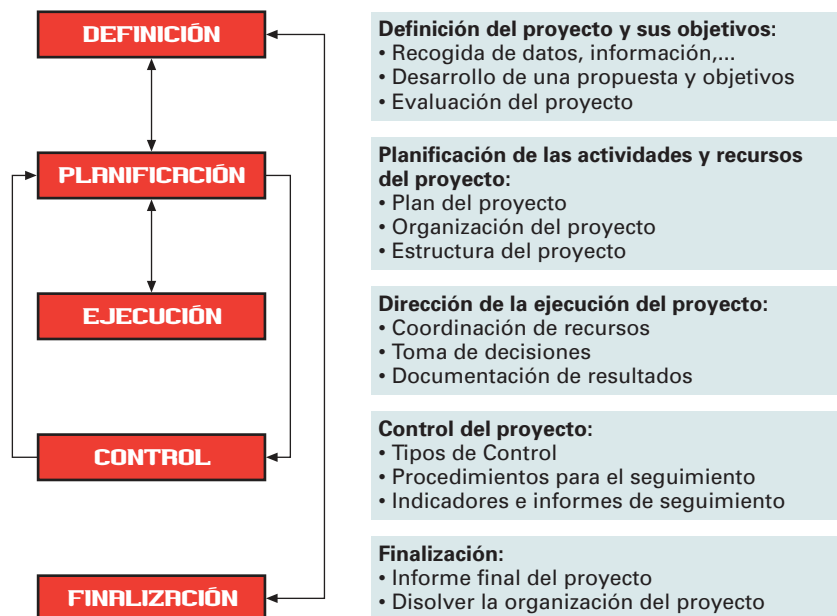 DEFINICIÓN
Definición del proyecto y sus objetivos:
• Recogida de datos, información,...
• Desarrollo de una propuesta y objetivos
• Evaluación del proyecto
PLANIFICACIÓN
Planificación de las actividades y recursos
del proyecto:
• Plan del proyecto
• Organización del proyecto
• Estructura del proyecto
EJECUCIÓN
Dirección de la ejecución del proyecto:
• Coordinación de recursos
• Toma de decisiones
• Documentación de resultados
CONTROL
Control del proyecto:
• Tipos de Control
• Procedimientos para el seguimiento
• Indicadores e informes de seguimiento
FINALIZACIÓN
Finalización:
• Informe final del proyecto
• Disolver la organización del proyecto